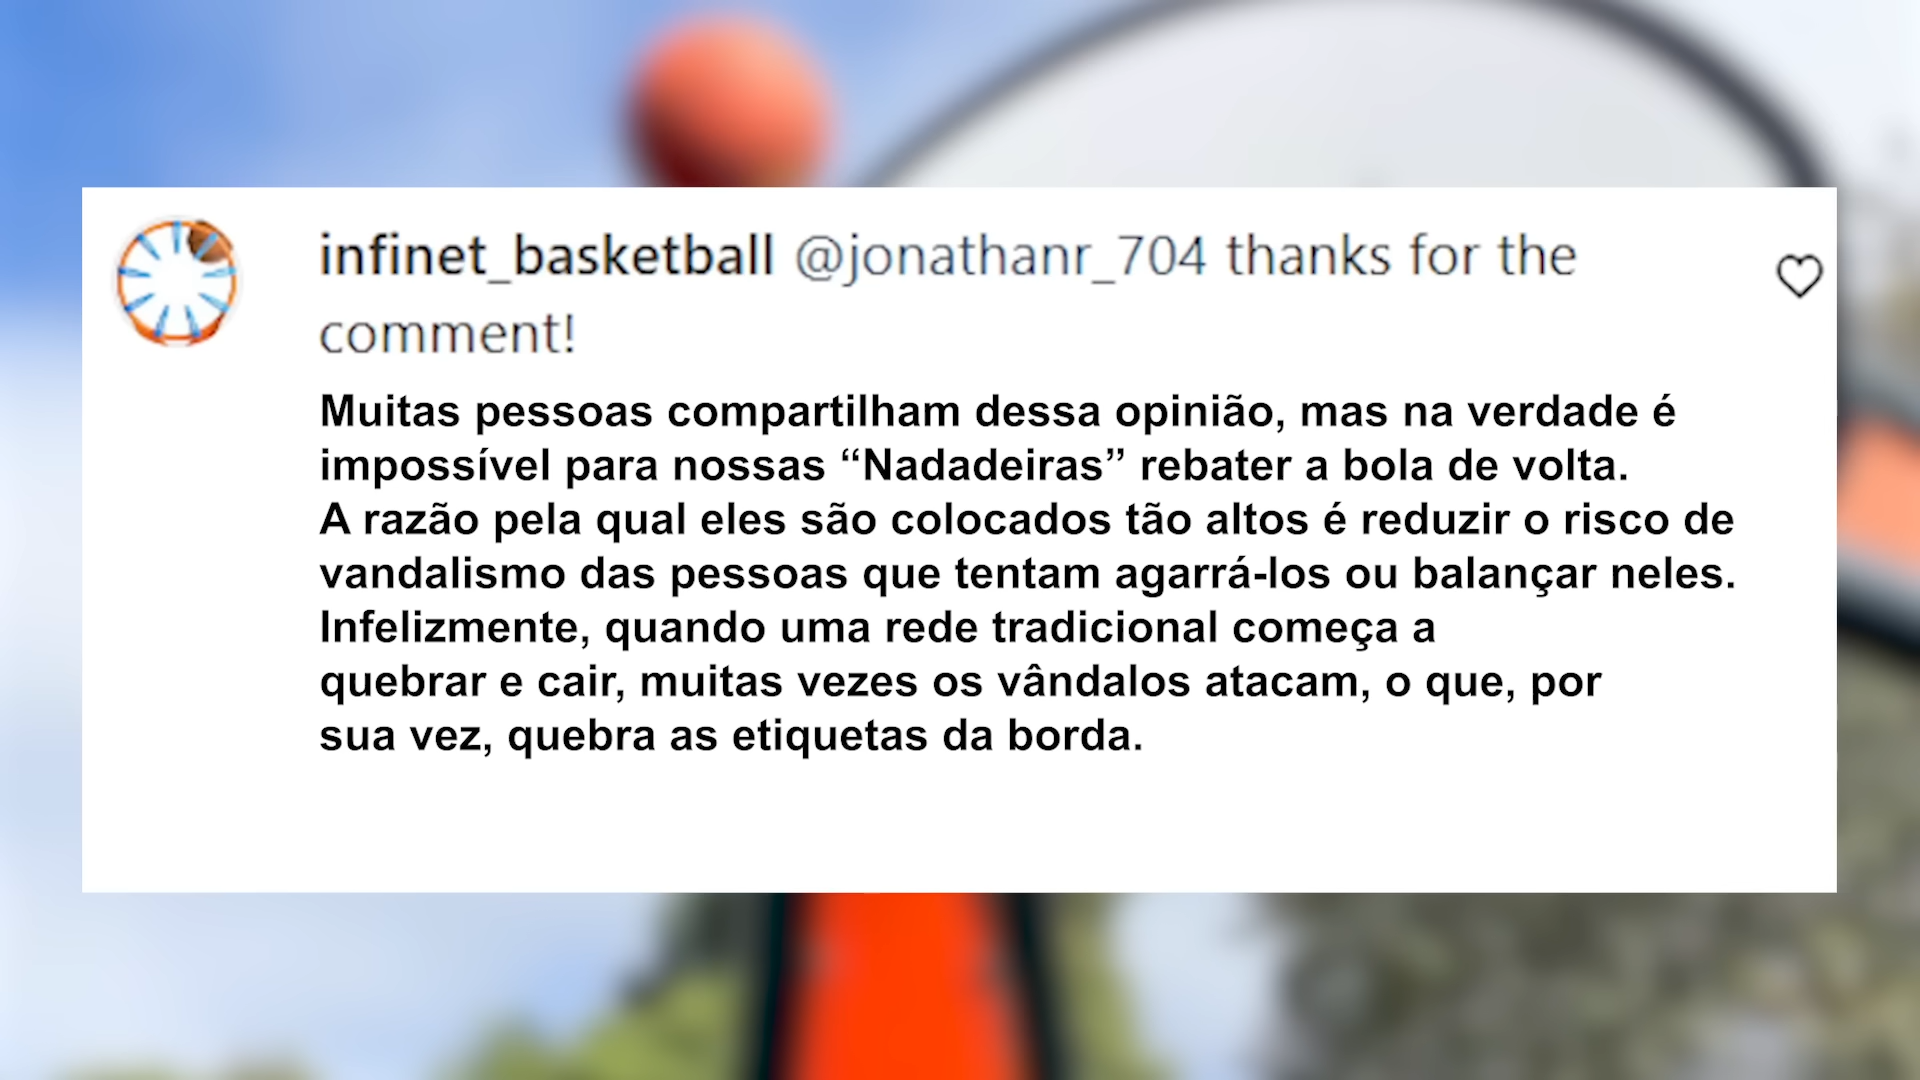 infinet_basketball @jonathanr_704 thanks for the
comment!
Muitas pessoas compartilham dessa opinião, mas na verdade é
impossível para nossas “Nadadeiras” rebater a bola de volta.
A razão pela qual eles são colocados tão altos é reduzir o risco de
vandalismo das pessoas que tentam agarrá-los ou balançar neles.
Infelizmente, quando uma rede tradicional começa a
quebrar e cair, muitas vezes os vândalos atacam, o que, por
sua vez, quebra as etiquetas da borda.